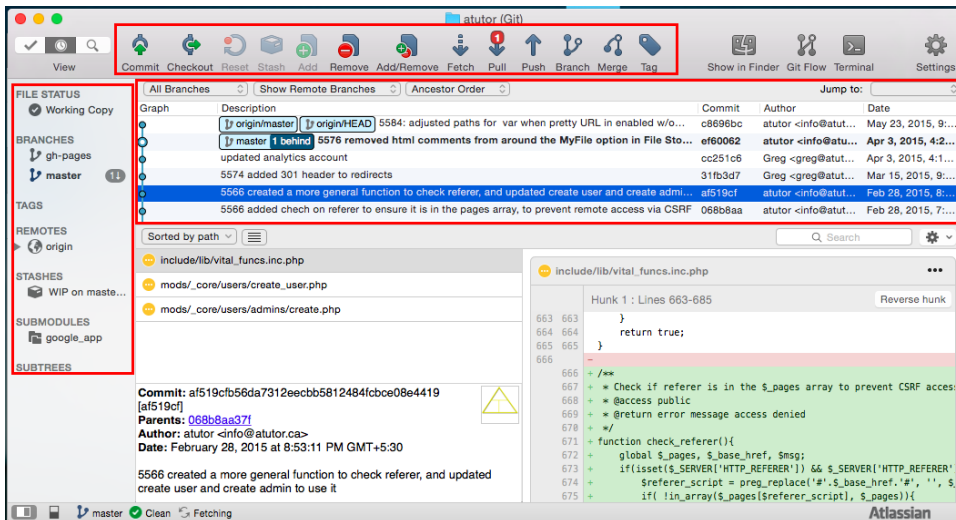 atutor (Git)
View Commit Checkout Reset Stash Add Remove Add/Remove Fetch 1 Pull Push Branch Merge Tag Show in Finder Git Flow Terminal Settings
FILE STATUS
Working Copy
BRANCHES
gh-pages
master 1↓
TAGS
REMOTES
origin
STASHES
WIP on maste...
SUBMODULES
google_app
SUBTREES
All Branches Show Remote Branches Ancestor Order Jump to:
Graph Description Commit Author Date
origin/master origin/HEAD 5584: adjusted paths for var when pretty URL in enabled w/o... c8696bc atutor <info@atut... May 23, 2015, 9:...
master 1 behind 5576 removed html comments from around the MyFile option in File Sto... ef60062 atutor <info@atu... Apr 3, 2015, 4:2...
updated analytics account cc251c6 Greg <greg@atut... Apr 3, 2015, 4:1...
5574 added 301 header to redirects 31fb3d7 Greg <greg@atut... Mar 15, 2015, 9:...
5566 created a more general function to check referer, and updated create user and create admi... af519cf atutor <info@atut... Feb 28, 2015, 8:...
5566 added chech on referer to ensure it is in the pages array, to prevent remote access via CSRF 068b8aa atutor <info@atut... Feb 28, 2015, 7:...
Sorted by path Search
include/lib/vital_funcs.inc.php
mods/_core/users/create_user.php
mods/_core/users/admins/create.php
Commit: af519cfb56da7312eecbb5812484fcbce08e4419
[af519cf]
Parents: 068b8aa37f
Author: atutor <info@atutor.ca>
Date: February 28, 2015 at 8:53:11 PM GMT+5:30
5566 created a more general function to check referer, and updated
create user and create admin to use it
include/lib/vital_funcs.inc.php
Hunk 1 : Lines 663-685 Reverse hunk
663 663 }
664 664 return true;
665 665 }
666 -
666 + /**
667 + * Check if referer is in the $_pages array to prevent CSRF acces
668 + * @access public
669 + * @return error message access denied
670 + */
671 + function check_referer(){
672 + global $_pages, $_base_href, $msg;
673 + if(isset($_SERVER['HTTP_REFERER']) && $_SERVER['HTTP_REFERER'
674 + $referer_script = preg_replace('#'.$_base_href.'#', '', $_
675 + if( !in_array($_pages[$referer_script], $_pages)){
master Clean Fetching Atlassian